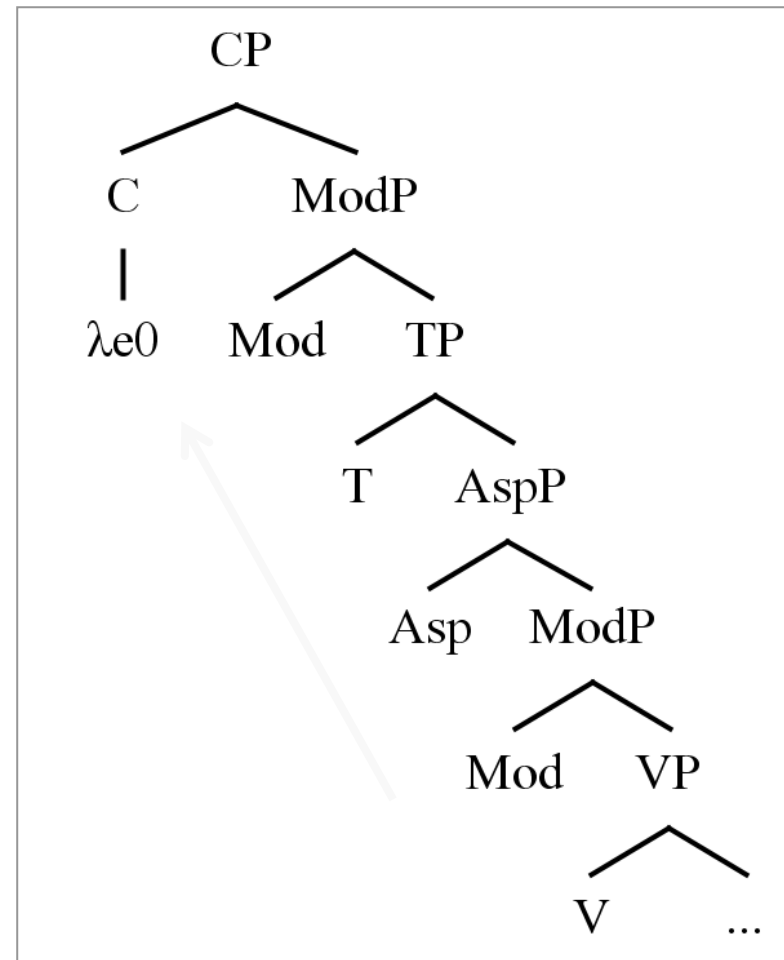 CP
C ModP
λe0 Mod TP
T AspP
Asp ModP
Mod VP
V ...